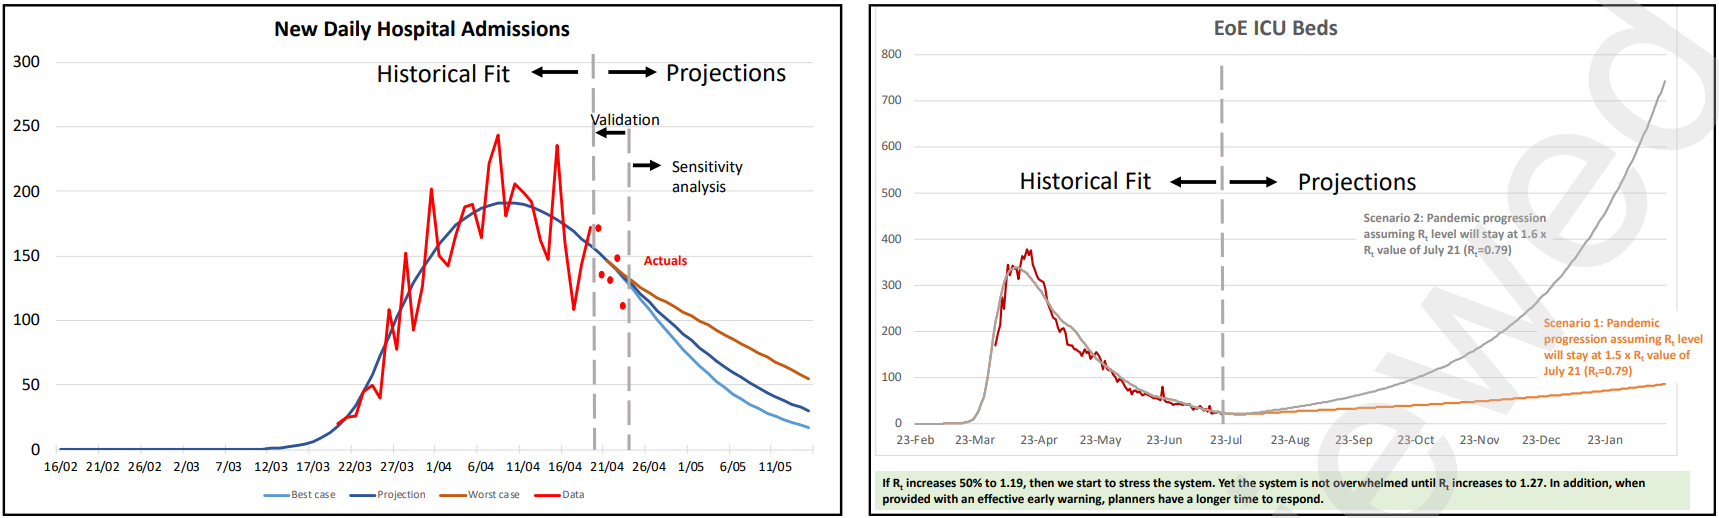 New Daily Hospital Admissions
300
250
200
150
100
50
0
Historical Fit
Projections
Validation
Sensitivity
analysis
Actuals
16/02 21/02 26/02 2/03 7/03 12/03 17/03 22/03 27/03 1/04 6/04 11/04 16/04 21/04 26/04 1/05 6/05 11/05
Best case Projection Worst case Data
EoE ICU Beds
800
700
600
500
400
300
200
100
0
Historical Fit
Projections
Scenario 2: Pandemic progression
assuming Rt level will stay at 1.6 x
Rt value of July 21 (Rt=0.79)
Scenario 1: Pandemic
progression assuming Rt level
will stay at 1.5 x Rt value of
July 21 (Rt=0.79)
23-Feb 23-Mar 23-Apr 23-May 23-Jun 23-Jul 23-Aug 23-Sep 23-Oct 23-Nov 23-Dec 23-Jan
If Rt increases 50% to 1.19, then we start to stress the system. Yet the system is not overwhelmed until Rt increases to 1.27. In addition, when
provided with an effective early warning, planners have a longer time to respond.
ewed